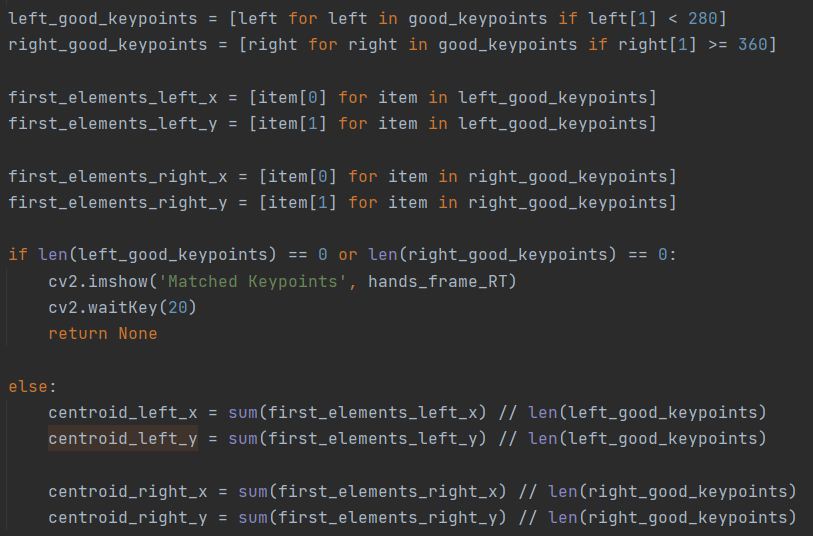 left_good_keypoints = [left for left in good_keypoints if left[1] < 280]
right_good_keypoints = [right for right in good_keypoints if right[1] >= 360]
first_elements_left_x = [item[0] for item in left_good_keypoints]
first_elements_left_y = [item[1] for item in left_good_keypoints]
first_elements_right_x = [item[0] for item in right_good_keypoints]
first_elements_right_y = [item[1] for item in right_good_keypoints]
if len(left_good_keypoints) == 0 or len(right_good_keypoints) == 0:
    cv2.imshow('Matched Keypoints', hands_frame_RT)
    cv2.waitKey(20)
    return None
else:
    centroid_left_x = sum(first_elements_left_x) // len(left_good_keypoints)
    centroid_left_y = sum(first_elements_left_y) // len(left_good_keypoints)
    centroid_right_x = sum(first_elements_right_x) // len(right_good_keypoints)
    centroid_right_y = sum(first_elements_right_y) // len(right_good_keypoints)